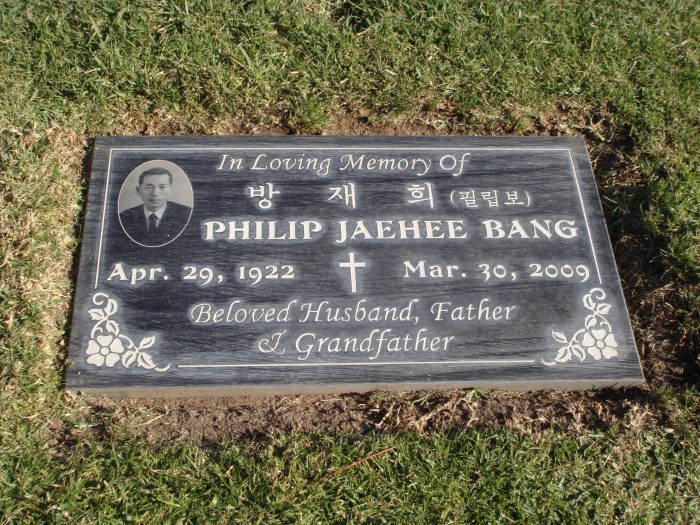 In Loving Memory Of
방 재 희 (필립보)
PHILIP JAEHEE BANG
Apr. 29, 1922 Mar. 30, 2009
Beloved Husband, Father
& Grandfather